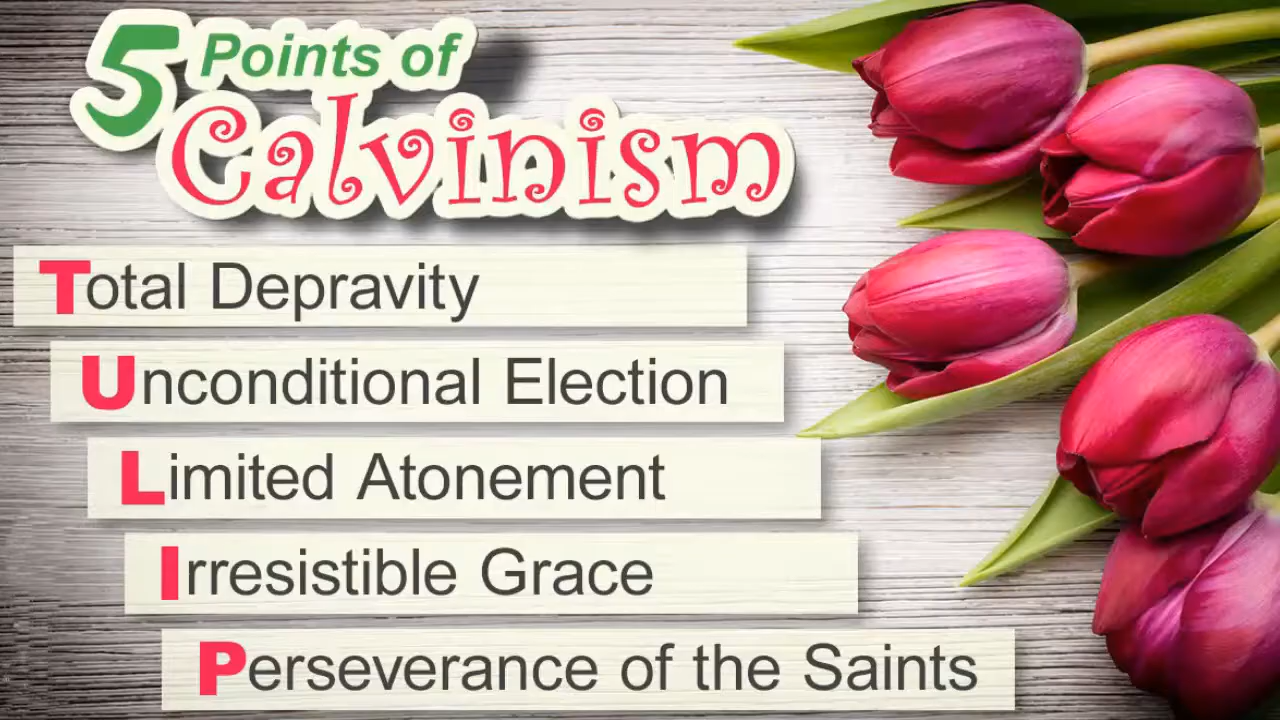 5 Points of
Calvinism
Total Depravity
Unconditional Election
Limited Atonement
Irresistible Grace
Perseverance of the Saints